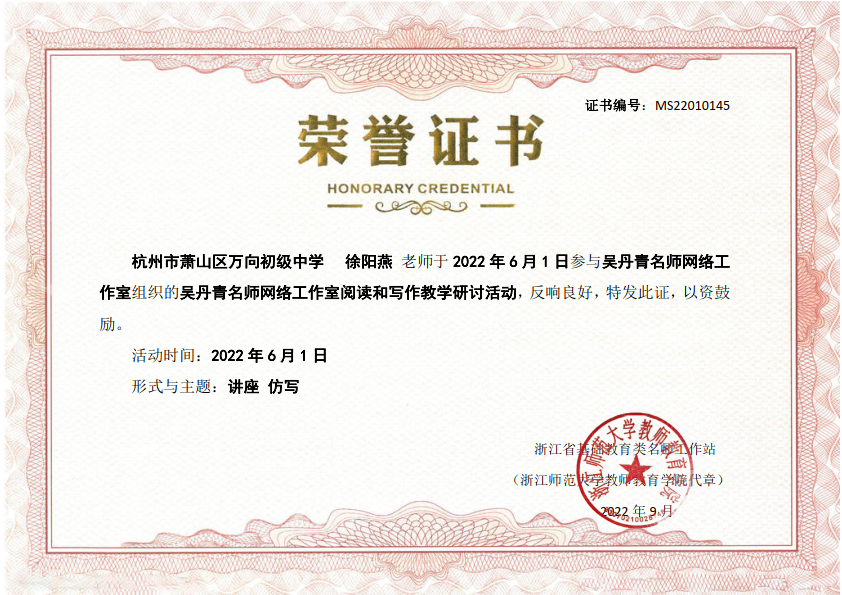 证书编号：MS22010145
荣誉证书
HONORARY CREDENTIAL
杭州市萧山区万向初级中学 徐阳燕 老师于 2022 年 6 月 1 日参与吴丹青名师网络工
作室组织的吴丹青名师网络工作室阅读和写作教学研讨活动，反响良好，特发此证，以资鼓
励。
活动时间：2022 年 6 月 1 日
形式与主题：讲座 仿写
浙江省基础教育类名师工作站
（浙江师范大学教师教育学院代章）
2022 年 9 月
浙江师范大学教师教育学院